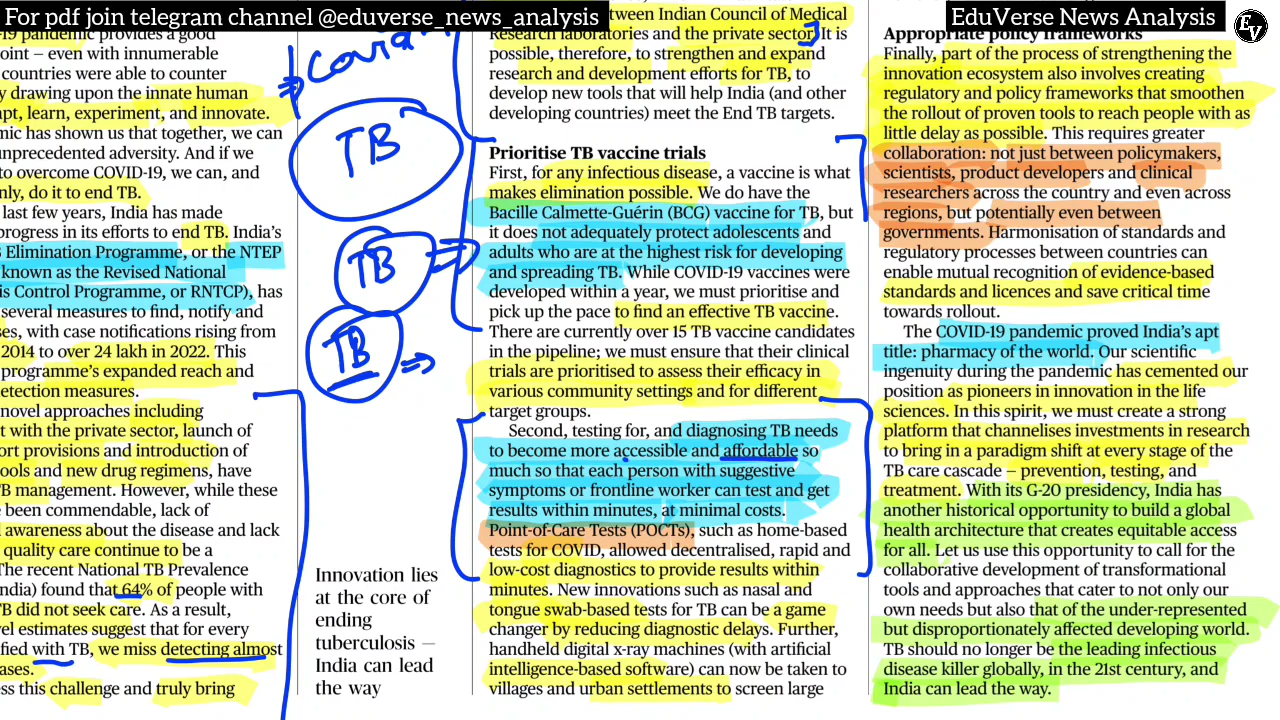 For pdf join telegram channel @eduverse_news_analysis
EduVerse News Analysis
EV
pandemic provides a good
point – even with innumerable
countries were able to counter
drawing upon the innate human
learn, experiment, and innovate.
has shown us that together, we can
unprecedented adversity. And if we
to overcome COVID-19, we can, and
do it to end TB.
last few years, India has made
progress in its efforts to end TB. India's
Elimination Programme, or the NTEP
known as the Revised National
Control Programme, or RNTCP), has
several measures to find, notify and
with case notifications rising from
2014 to over 24 lakh in 2022. This
programme's expanded reach and
measures.
novel approaches including
with the private sector, launch of
provisions and introduction of
and new drug regimens, have
management. However, while these
been commendable, lack of
awareness about the disease and lack
quality care continue to be a
The recent National TB Prevalence
found that 64% of people with
TB did not seek care. As a result,
estimates suggest that for every
with TB, we miss detecting almost
this challenge and truly bring
Covid
TB
TB
TB
Innovation lies
at the core of
ending
tuberculosis —
India can lead
the way
between Indian Council of Medical
Research laboratories and the private sector. It is
possible, therefore, to strengthen and expand
research and development efforts for TB, to
develop new tools that will help India (and other
developing countries) meet the End TB targets.
Prioritise TB vaccine trials
First, for any infectious disease, a vaccine is what
makes elimination possible. We do have the
Bacille Calmette-Guérin (BCG) vaccine for TB, but
it does not adequately protect adolescents and
adults who are at the highest risk for developing
and spreading TB. While COVID-19 vaccines were
developed within a year, we must prioritise and
pick up the pace to find an effective TB vaccine.
There are currently over 15 TB vaccine candidates
in the pipeline; we must ensure that their clinical
trials are prioritised to assess their efficacy in
various community settings and for different
target groups.
Second, testing for, and diagnosing TB needs
to become more accessible and affordable so
much so that each person with suggestive
symptoms or frontline worker can test and get
results within minutes, at minimal costs.
Point-of-Care Tests (POCTs), such as home-based
tests for COVID, allowed decentralised, rapid and
low-cost diagnostics to provide results within
minutes. New innovations such as nasal and
tongue swab-based tests for TB can be a game
changer by reducing diagnostic delays. Further,
handheld digital x-ray machines (with artificial
intelligence-based software) can now be taken to
villages and urban settlements to screen large
Appropriate policy frameworks
Finally, part of the process of strengthening the
innovation ecosystem also involves creating
regulatory and policy frameworks that smoothen
the rollout of proven tools to reach people with as
little delay as possible. This requires greater
collaboration: not just between policymakers,
scientists, product developers and clinical
researchers across the country and even across
regions, but potentially even between
governments. Harmonisation of standards and
regulatory processes between countries can
enable mutual recognition of evidence-based
standards and licences and save critical time
towards rollout.
The COVID-19 pandemic proved India's apt
title: pharmacy of the world. Our scientific
ingenuity during the pandemic has cemented our
position as pioneers in innovation in the life
sciences. In this spirit, we must create a strong
platform that channelises investments in research
to bring in a paradigm shift at every stage of the
TB care cascade – prevention, testing, and
treatment. With its G-20 presidency, India has
another historical opportunity to build a global
health architecture that creates equitable access
for all. Let us use this opportunity to call for the
collaborative development of transformational
tools and approaches that cater to not only our
own needs but also that of the under-represented
but disproportionately affected developing world.
TB should no longer be the leading infectious
disease killer globally, in the 21st century, and
India can lead the way.